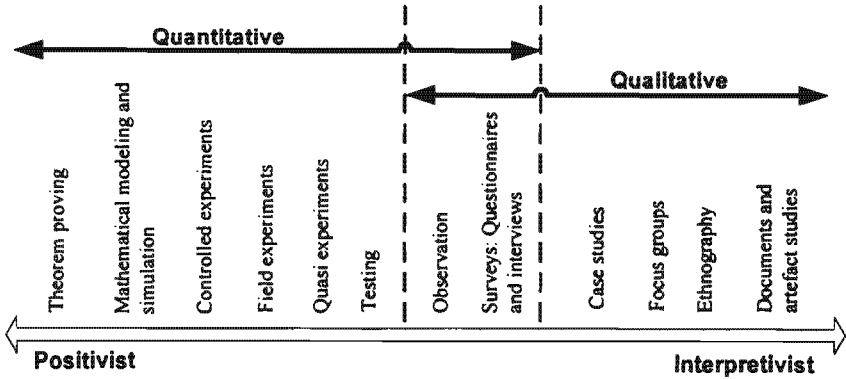 Quantitative
Qualitative
Theorem proving
Mathematical modeling and
simulation
Controlled experiments
Field experiments
Quasi experiments
Testing
Observation
Surveys: Questionnaires
and interviews
Case studies
Focus groups
Ethnography
Documents and
artefact studies
Positivist
Interpretivist